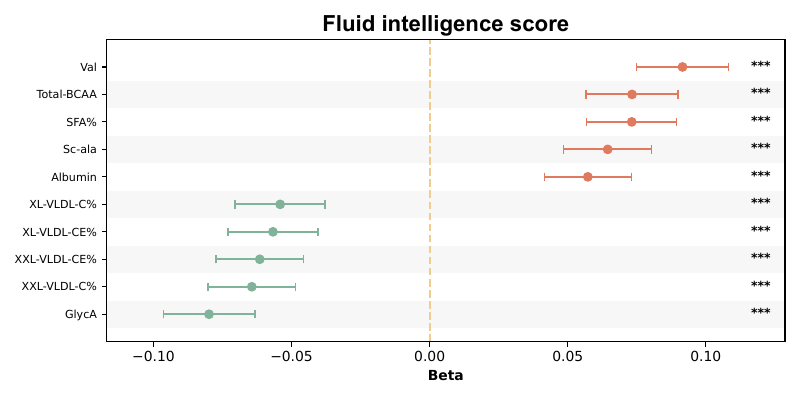 Fluid intelligence score
Val ***
Total-BCAA ***
SFA% ***
Sc-ala ***
Albumin ***
XL-VLDL-C% ***
XL-VLDL-CE% ***
XXL-VLDL-CE% ***
XXL-VLDL-C% ***
GlycA ***
−0.10 −0.05 0.00 0.05 0.10
Beta